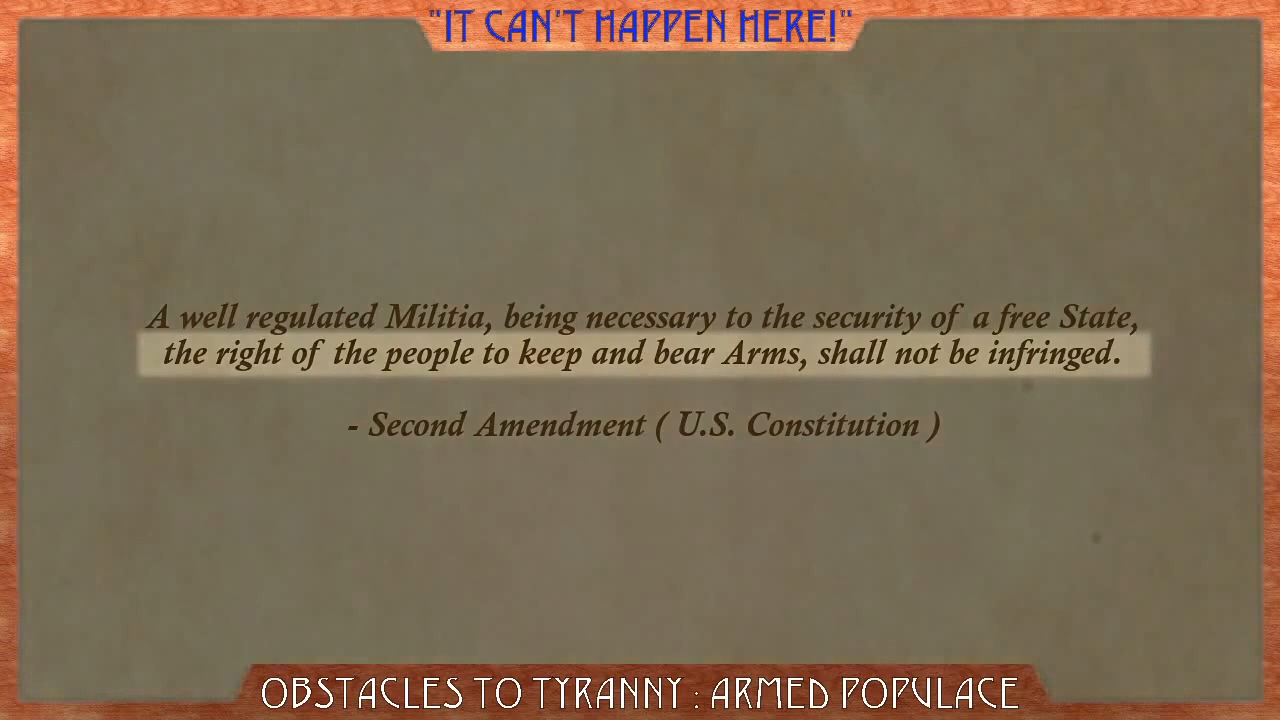 "IT CAN'T HAPPEN HERE!"
A well regulated Militia, being necessary to the security of a free State,
the right of the people to keep and bear Arms, shall not be infringed.
- Second Amendment ( U.S. Constitution )
OBSTACLES TO TYRANNY : ARMED POPULACE